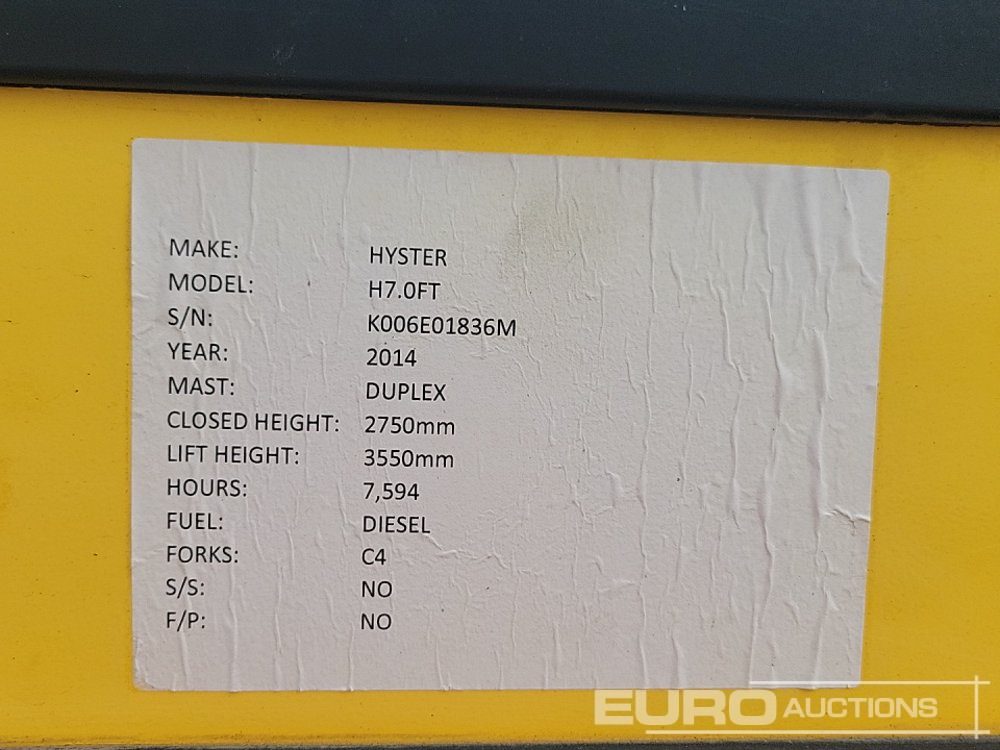 MAKE: HYSTER
MODEL: H7.0FT
S/N: K006E01836M
YEAR: 2014
MAST: DUPLEX
CLOSED HEIGHT: 2750mm
LIFT HEIGHT: 3550mm
HOURS: 7,594
FUEL: DIESEL
FORKS: C4
S/S: NO
F/P: NO
EURO AUCTIONS